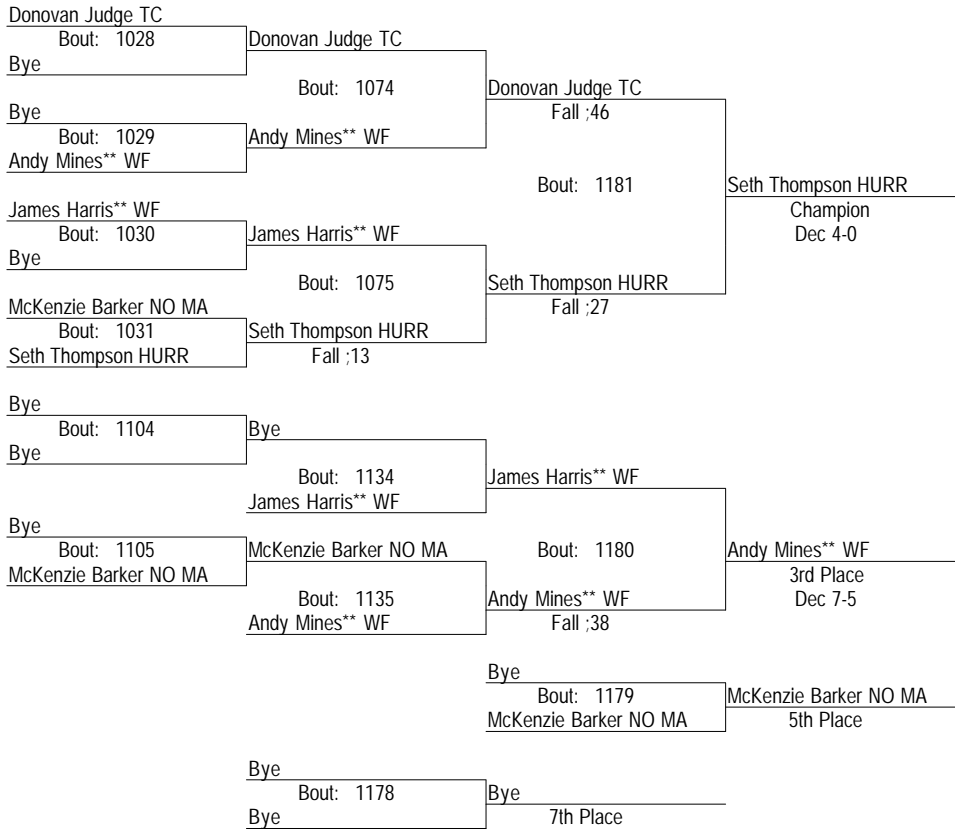 Donovan Judge TC
Bout: 1028
Donovan Judge TC
Bye
Bout: 1074
Donovan Judge TC
Bye
Fall ;46
Bout: 1029
Andy Mines** WF
Andy Mines** WF
Bout: 1181
Seth Thompson HURR
James Harris** WF
Champion
Bout: 1030
James Harris** WF
Dec 4-0
Bye
Bout: 1075
Seth Thompson HURR
McKenzie Barker NO MA
Fall ;27
Bout: 1031
Seth Thompson HURR
Seth Thompson HURR
Fall ;13
Bye
Bout: 1104
Bye
Bye
Bout: 1134
James Harris** WF
James Harris** WF
Bye
Bout: 1105
McKenzie Barker NO MA
Bout: 1180
Andy Mines** WF
McKenzie Barker NO MA
3rd Place
Bout: 1135
Andy Mines** WF
Dec 7-5
Andy Mines** WF
Fall ;38
Bye
Bout: 1179
McKenzie Barker NO MA
McKenzie Barker NO MA
5th Place
Bye
Bout: 1178
Bye
Bye
7th Place